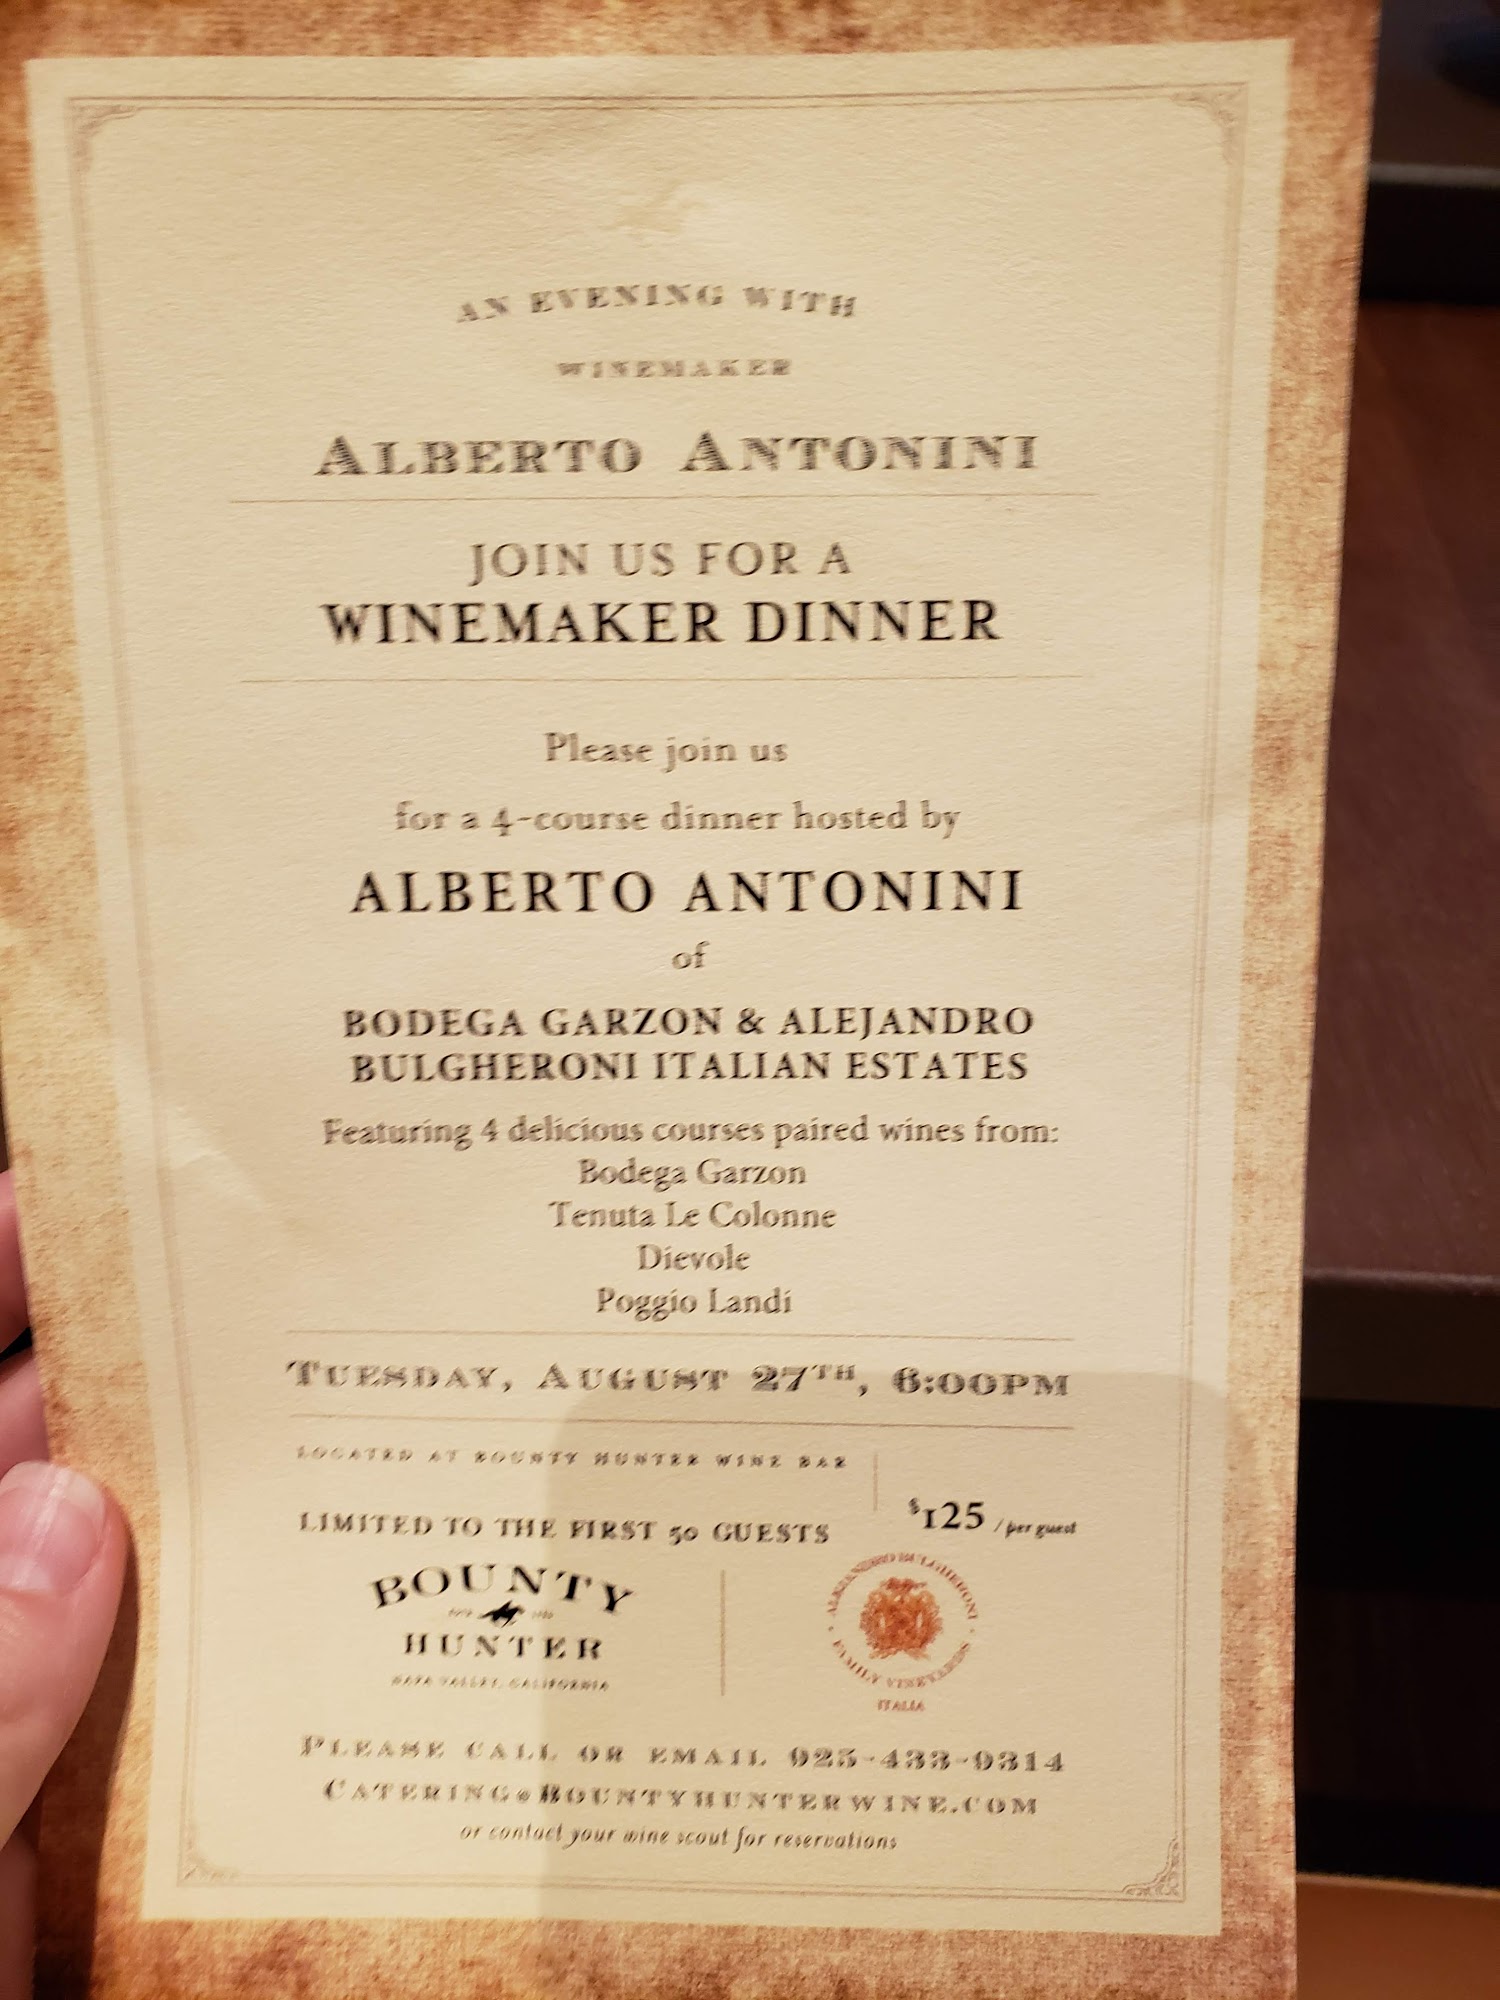 AN EVENING WITH
WINEMAKER
ALBERTO ANTONINI
JOIN US FOR A
WINEMAKER DINNER
Please join us
for a 4-course dinner hosted by
ALBERTO ANTONINI
of
BODEGA GARZON & ALEJANDRO
BULGHERONI ITALIAN ESTATES
Featuring 4 delicious courses paired wines from:
Bodega Garzon
Tenuta Le Colonne
Dievole
Poggio Landi
TUESDAY, AUGUST 27TH, 6:00PM
LOCATED AT BOUNTY HUNTER WINE BAR
LIMITED TO THE FIRST 50 GUESTS
$125 / per guest
BOUNTY
HUNTER
NAPA VALLEY, CALIFORNIA
ALEJANDRO BULGHERONI
FAMILY VINEYARDS
ITALIA
PLEASE CALL OR EMAIL 925-433-9314
CATERING@BOUNTYHUNTERWINE.COM
or contact your wine scout for reservations